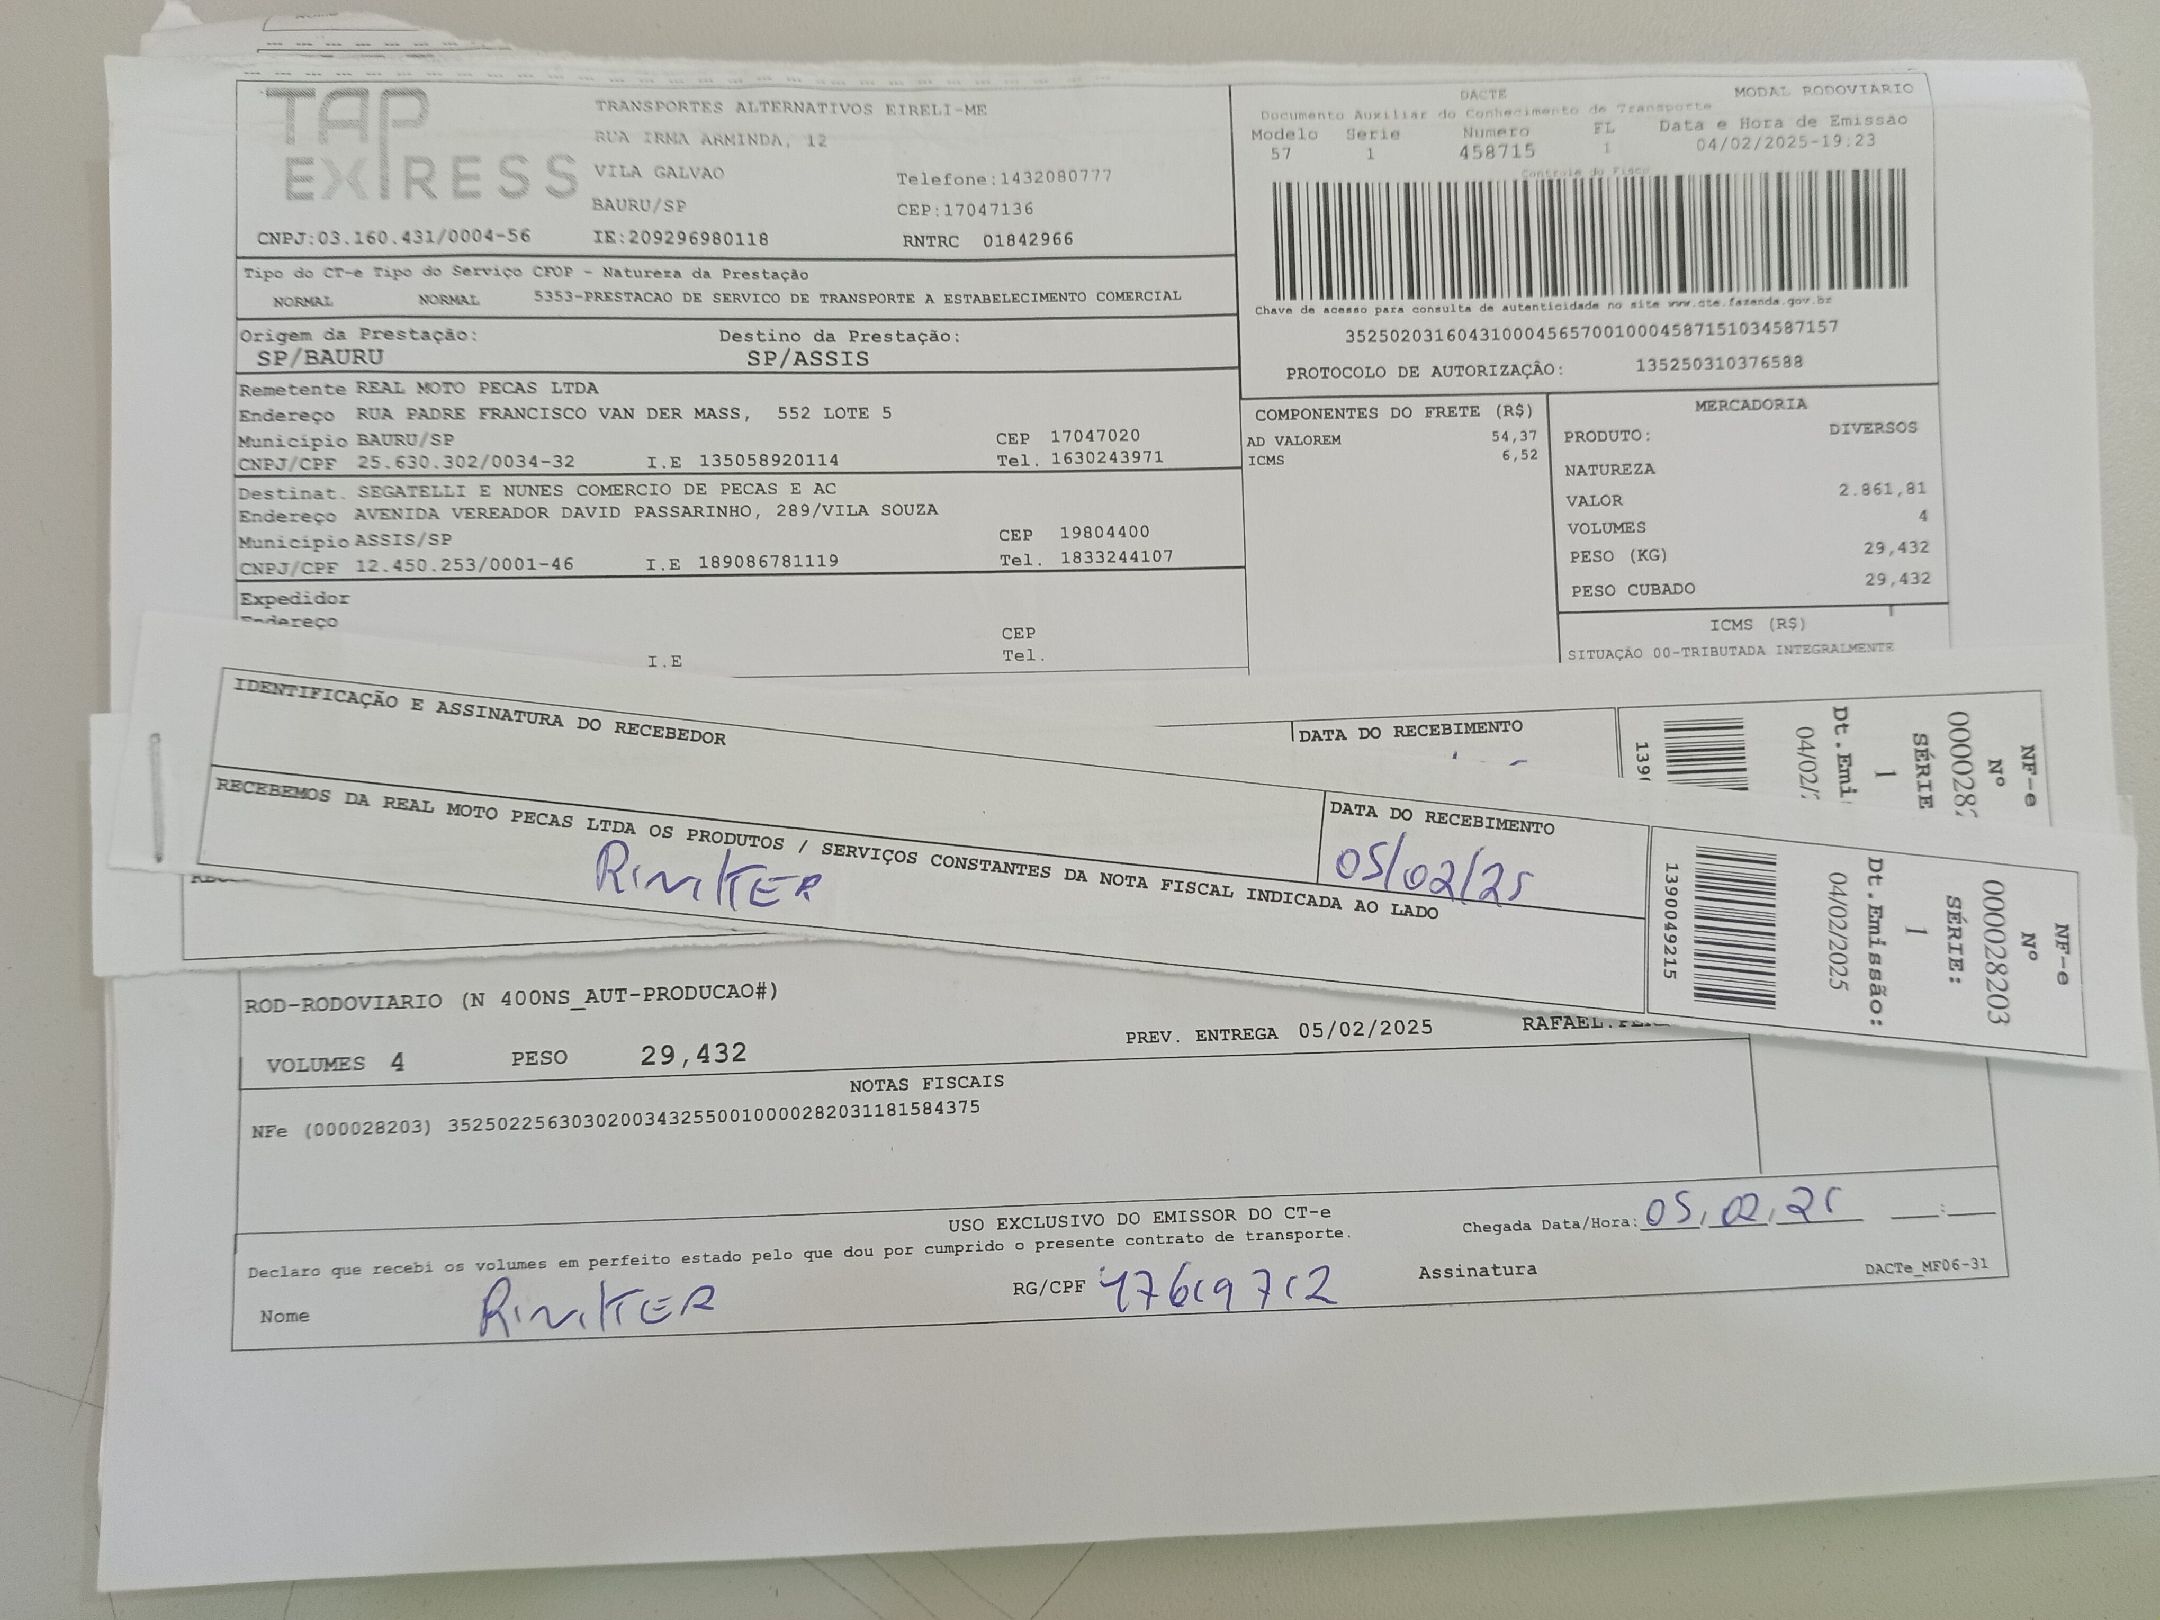 TAP EXPRESS
TRANSPORTES ALTERNATIVOS EIRELI-ME
RUA IRMA ARMINDA, 12
VILA GALVAO Telefone:1432080777
BAURU/SP CEP:17047136
CNPJ:03.160.431/0004-56 IE:209296980118 RNTRC 01842966
DACTE MODAL RODOVIARIO
Documento Auxiliar do Conhecimento de Transporte
Modelo Serie Numero FL Data e Hora de Emissão
57 1 458715 1 04/02/2025-19:23
Controle do Fisco
Chave de acesso para consulta de autenticidade no site www.cte.fazenda.gov.br
35250203160431000456570010004587151034587157
PROTOCOLO DE AUTORIZAÇÃO: 135250310376588
Tipo do CT-e Tipo do Serviço CFOP - Natureza da Prestação
NORMAL NORMAL 5353-PRESTACAO DE SERVICO DE TRANSPORTE A ESTABELECIMENTO COMERCIAL
Origem da Prestação: Destino da Prestação:
SP/BAURU SP/ASSIS
Remetente REAL MOTO PECAS LTDA
Endereço RUA PADRE FRANCISCO VAN DER MASS, 552 LOTE 5
Município BAURU/SP CEP 17047020
CNPJ/CPF 25.630.302/0034-32 I.E 135058920114 Tel. 1630243971
Destinat. SEGATELLI E NUNES COMERCIO DE PECAS E AC
Endereço AVENIDA VEREADOR DAVID PASSARINHO, 289/VILA SOUZA
Município ASSIS/SP CEP 19804400
CNPJ/CPF 12.450.253/0001-46 I.E 189086781119 Tel. 1833244107
Expedidor
Endereço
CEP
I.E Tel.
COMPONENTES DO FRETE (R$)
AD VALOREM 54,37
ICMS 6,52
MERCADORIA
PRODUTO: DIVERSOS
NATUREZA
VALOR 2.861,81
VOLUMES 4
PESO (KG) 29,432
PESO CUBADO 29,432
ICMS (R$)
SITUAÇÃO 00-TRIBUTADA INTEGRALMENTE
DATA DO RECEBIMENTO
NF-e
Nº
SÉRIE
1
IDENTIFICAÇÃO E ASSINATURA DO RECEBEDOR
DATA DO RECEBIMENTO
05/02/25
RECEBEMOS DA REAL MOTO PECAS LTDA OS PRODUTOS / SERVIÇOS CONSTANTES DA NOTA FISCAL INDICADA AO LADO
1390049215
NF-e
Nº
000028203
SÉRIE:
1
Dt.Emissão:
04/02/2025
ROD-RODOVIARIO (N 400NS_AUT-PRODUCAO#)
VOLUMES 4 PESO 29,432 PREV. ENTREGA 05/02/2025
NOTAS FISCAIS
NFe (000028203) 35250225630302003432550010000282031181584375
USO EXCLUSIVO DO EMISSOR DO CT-e
Declaro que recebi os volumes em perfeito estado pelo que dou por cumprido o presente contrato de transporte.
Chegada Data/Hora: 05,02,25 __:__
Nome RG/CPF Assinatura
DACTe_MF06-31